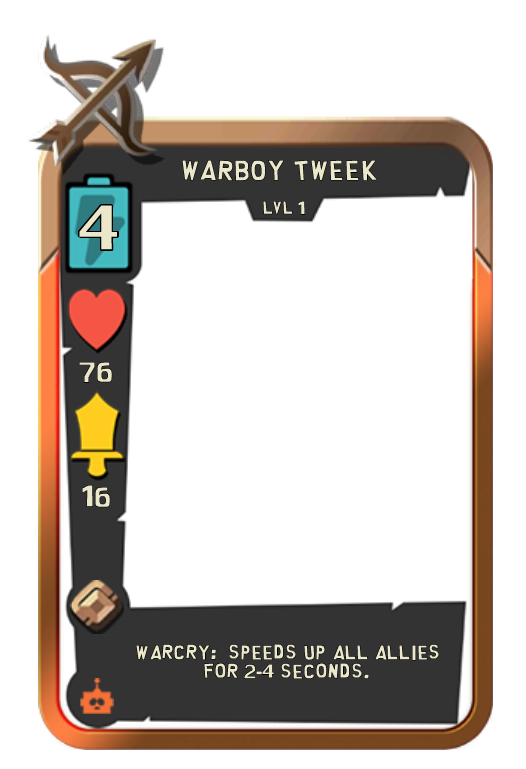 WARBOY TWEEK
LVL 1
4
76
16
WARCRY: SPEEDS UP ALL ALLIES
FOR 2-4 SECONDS.